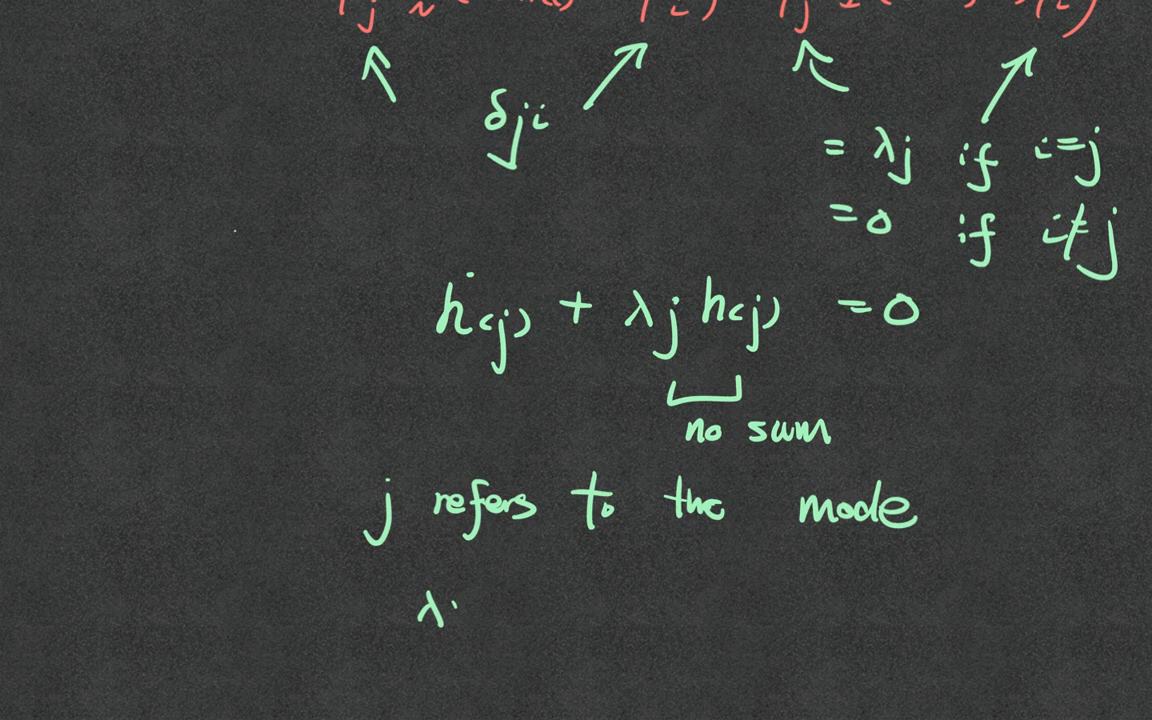 δji
= λj if i=j
=0 if i≠j
ḣ(j) + λj h(j) =0
no sum
j refers to the mode
λ